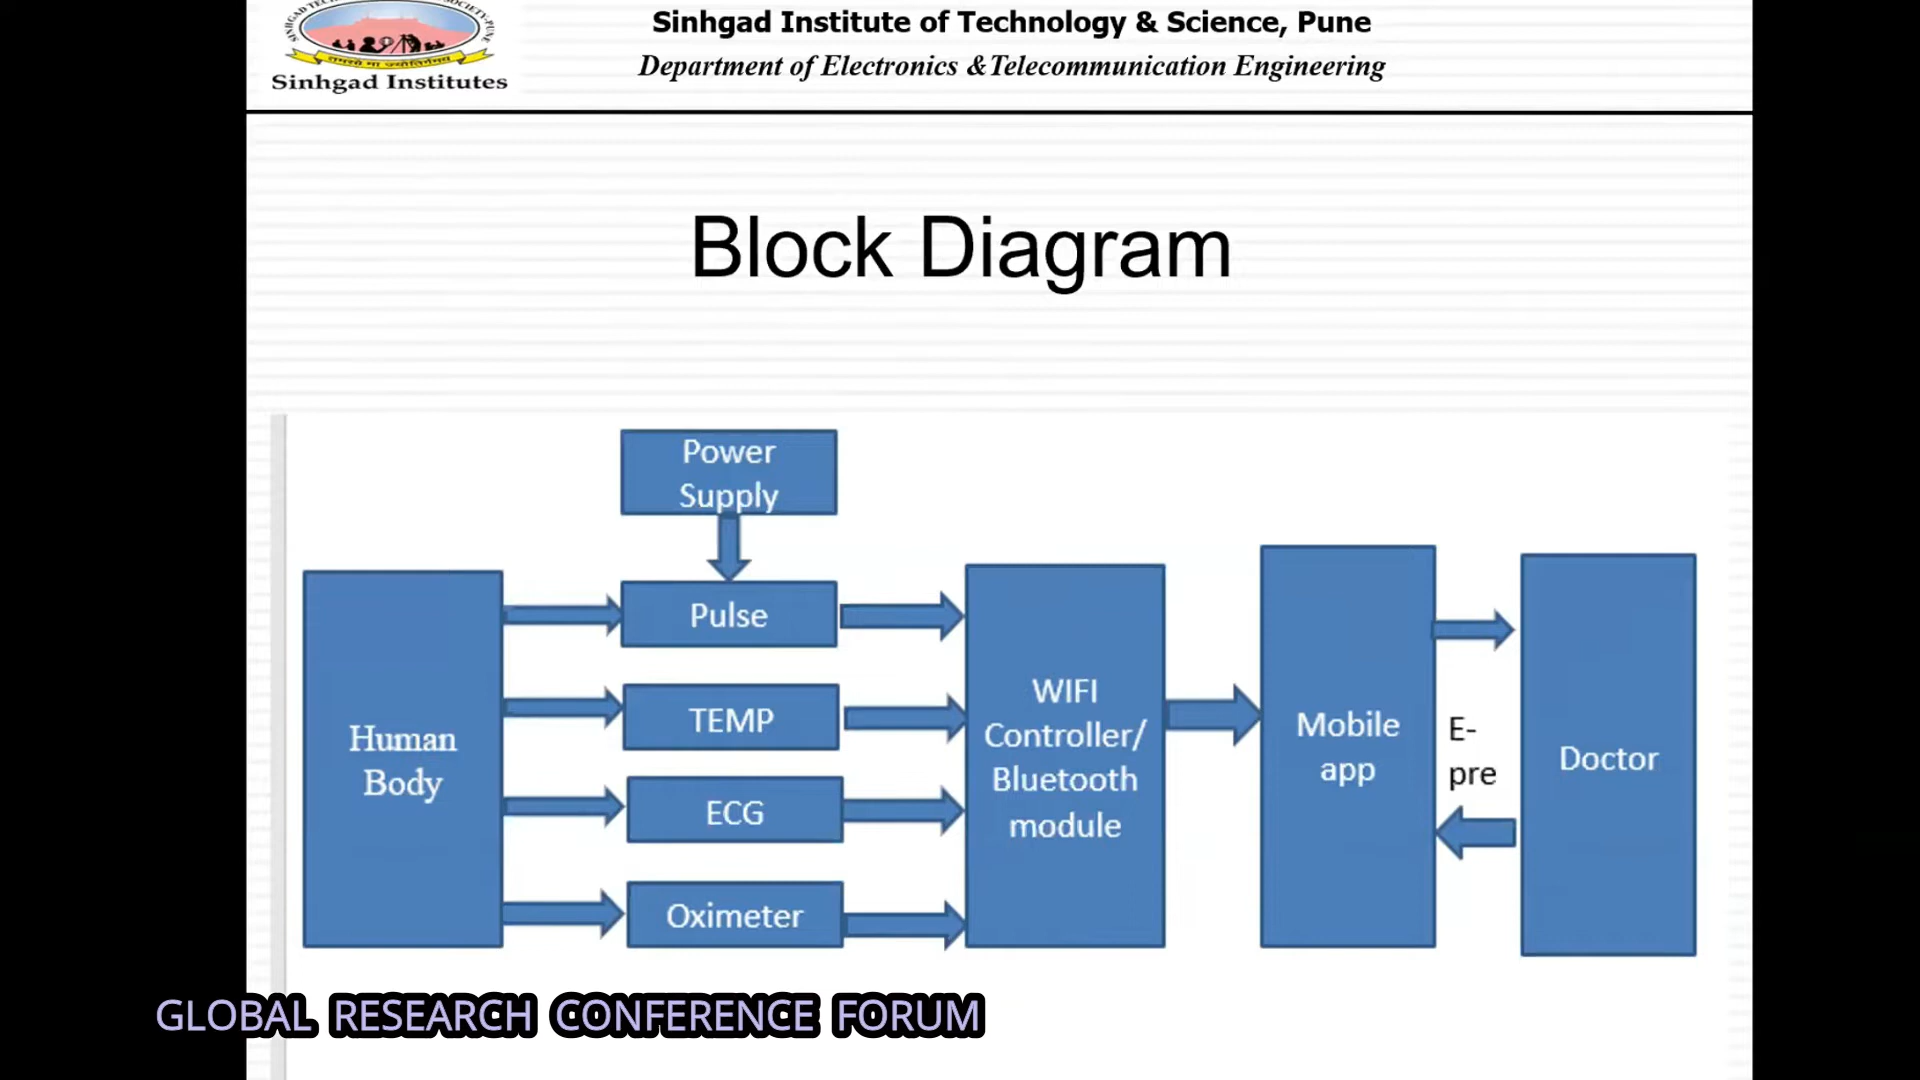 Sinhgad Institute of Technology & Science, Pune
Department of Electronics &Telecommunication Engineering
Sinhgad Institutes
Block Diagram
Power
Supply
Human
Body
Pulse
TEMP
ECG
Oximeter
WIFI
Controller/
Bluetooth
module
Mobile
app
E-
pre
Doctor
GLOBAL RESEARCH CONFERENCE FORUM